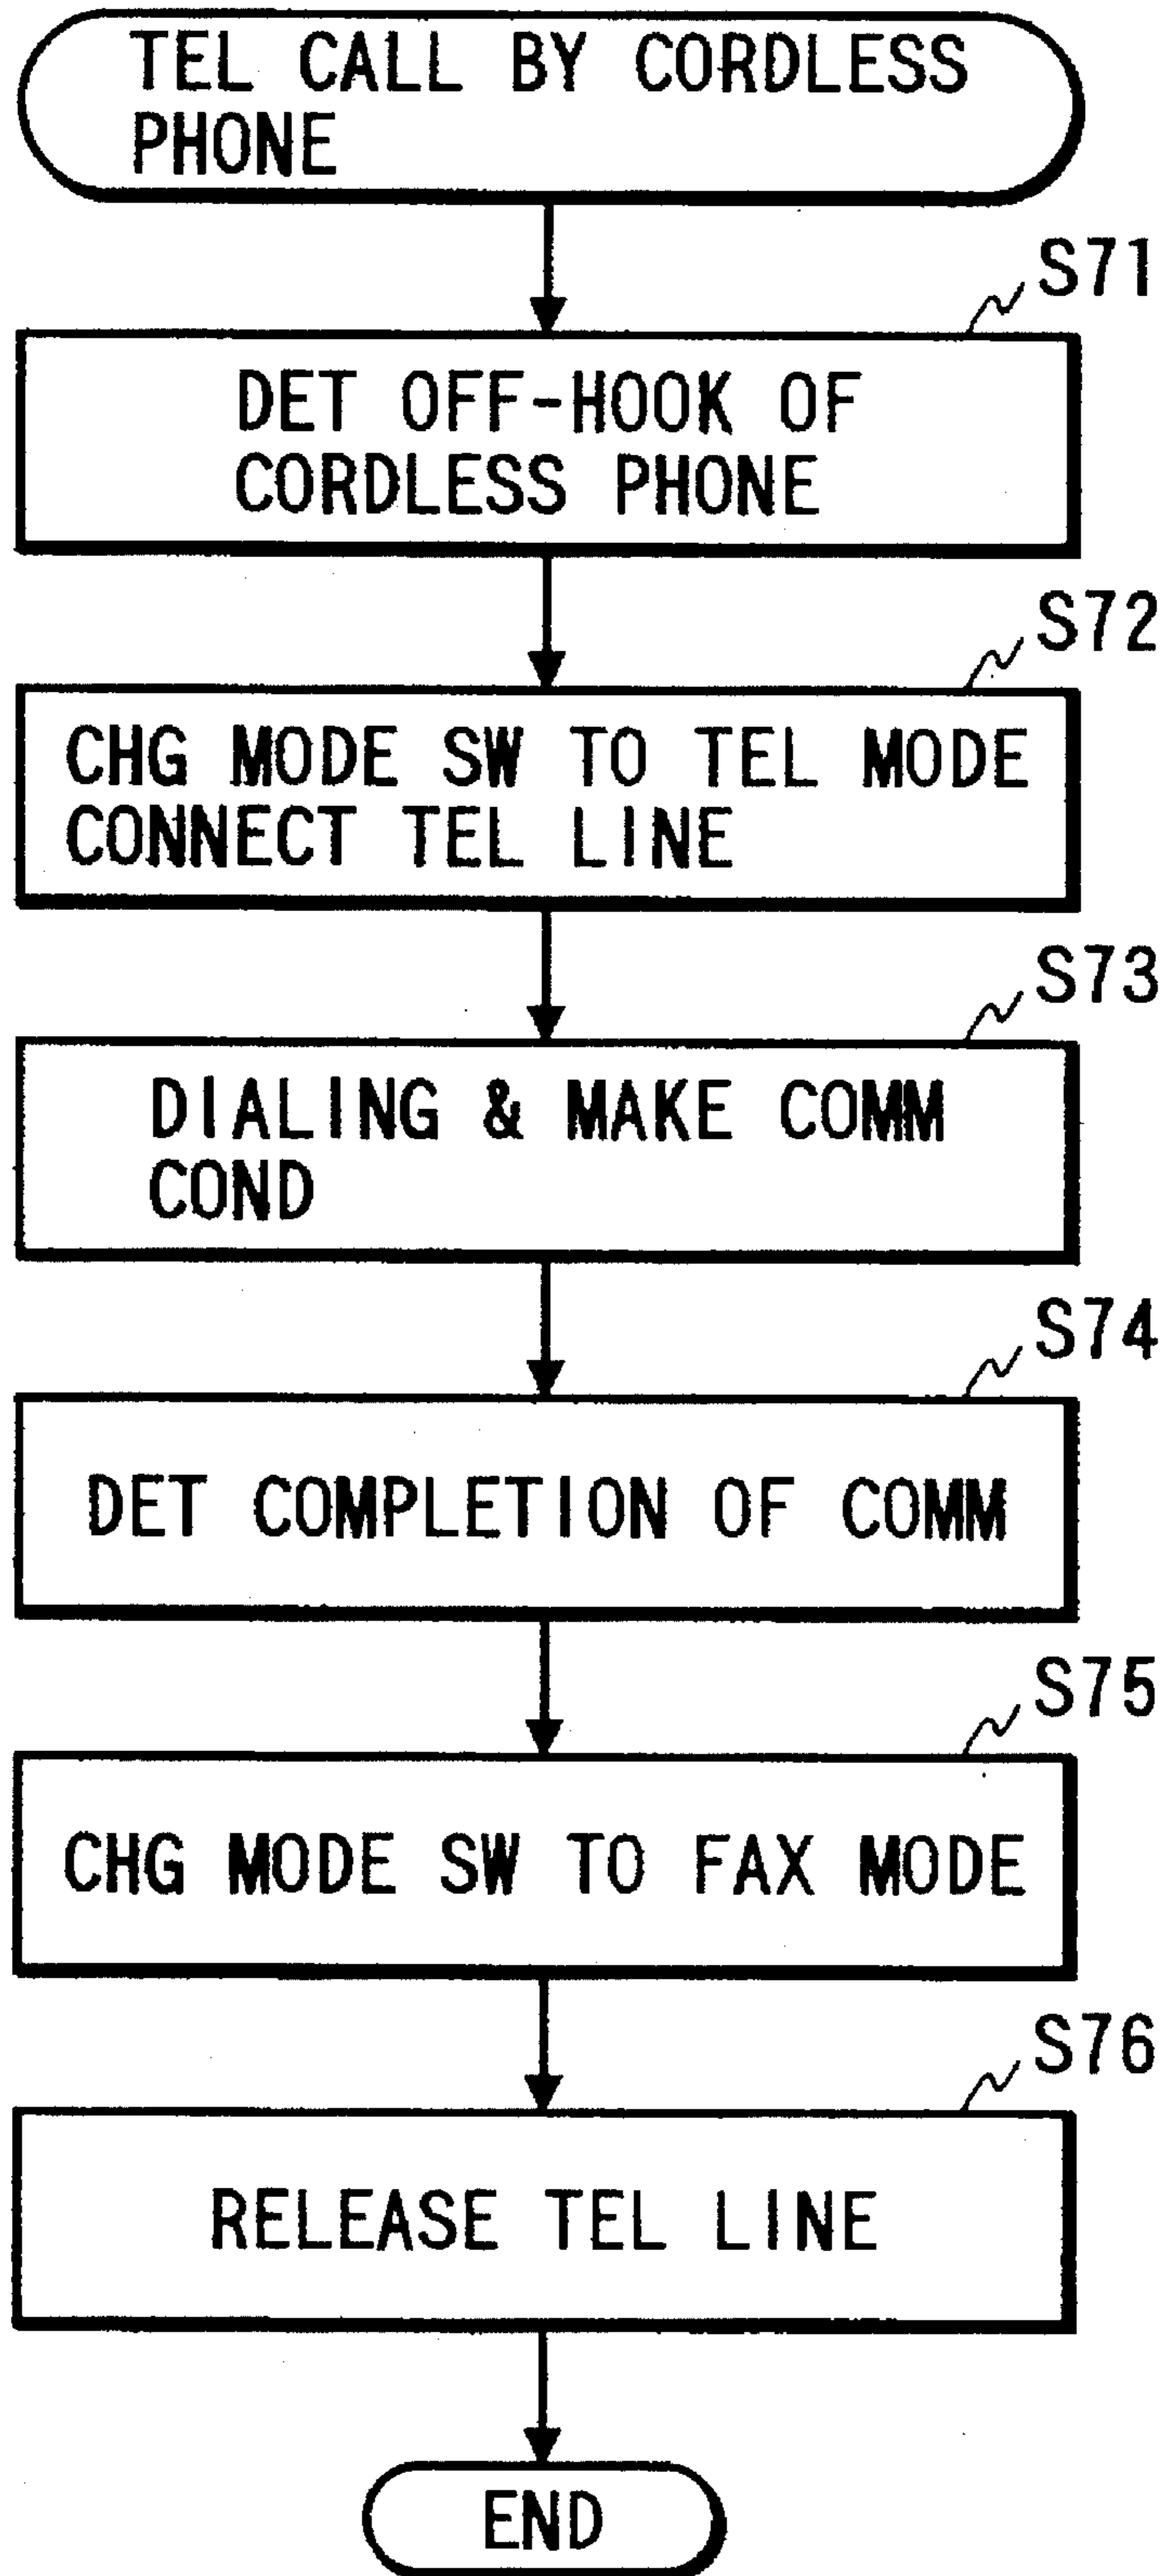 TEL CALL BY CORDLESS
PHONE
S71
DET OFF-HOOK OF
CORDLESS PHONE
S72
CHG MODE SW TO TEL MODE
CONNECT TEL LINE
S73
DIALING & MAKE COMM
COND
S74
DET COMPLETION OF COMM
S75
CHG MODE SW TO FAX MODE
S76
RELEASE TEL LINE
END